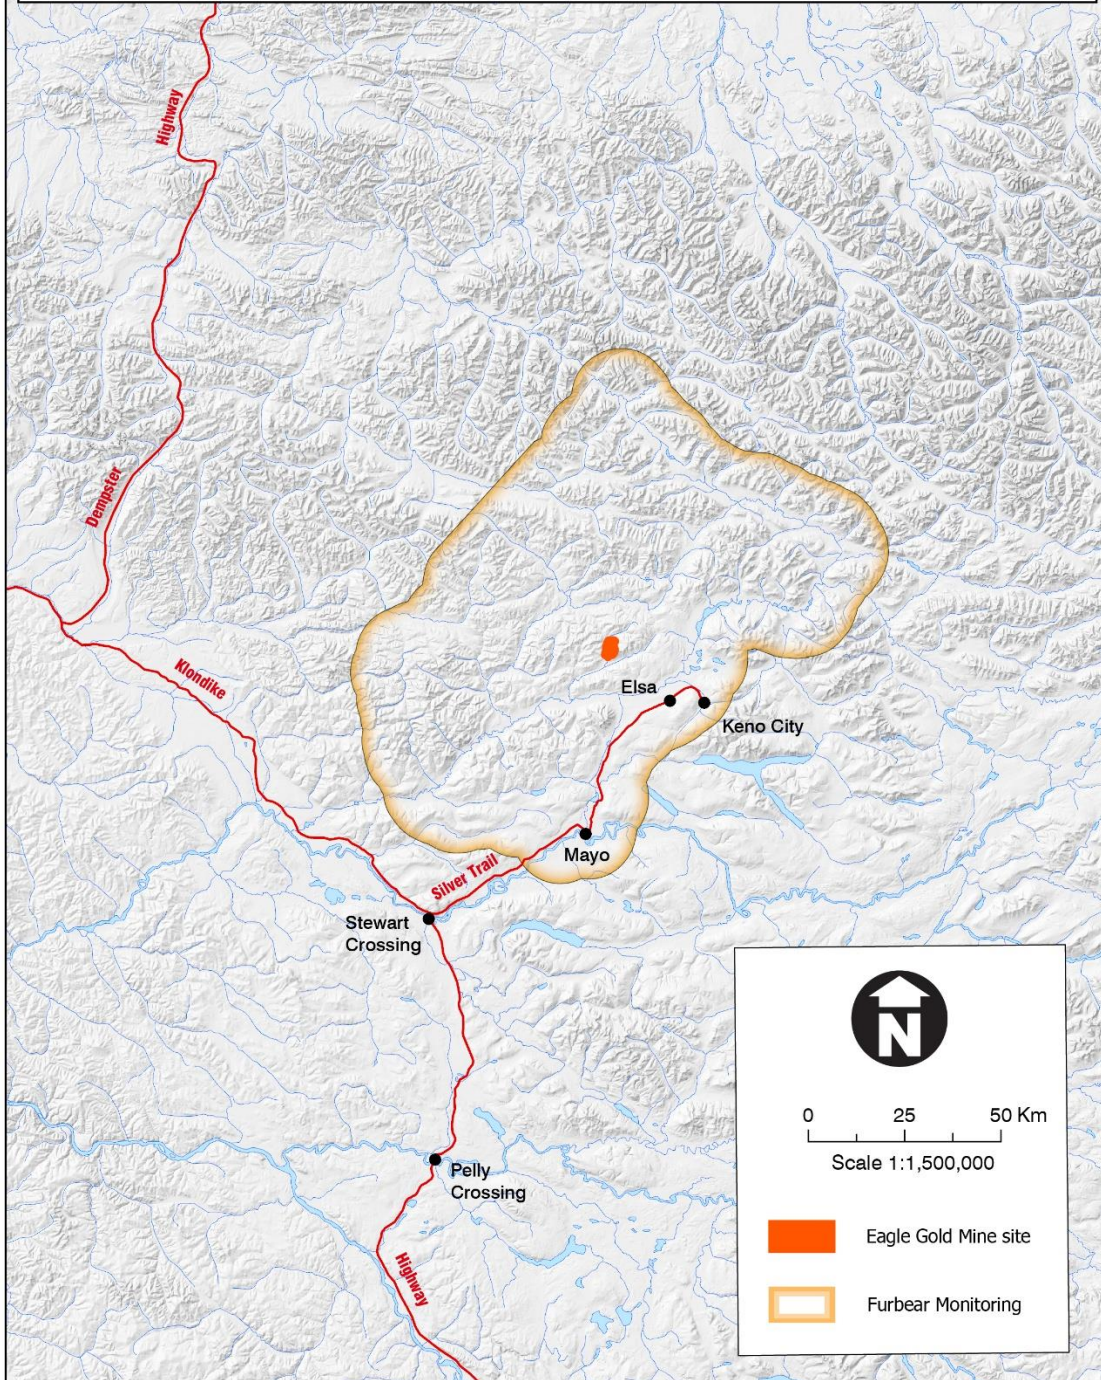 Highway
Dempster
Klondike
Elsa
Keno City
Mayo
Silver Trail
Stewart
Crossing
N
0 25 50 Km
Scale 1:1,500,000
Pelly
Crossing
Eagle Gold Mine site
Highway
Furbear Monitoring